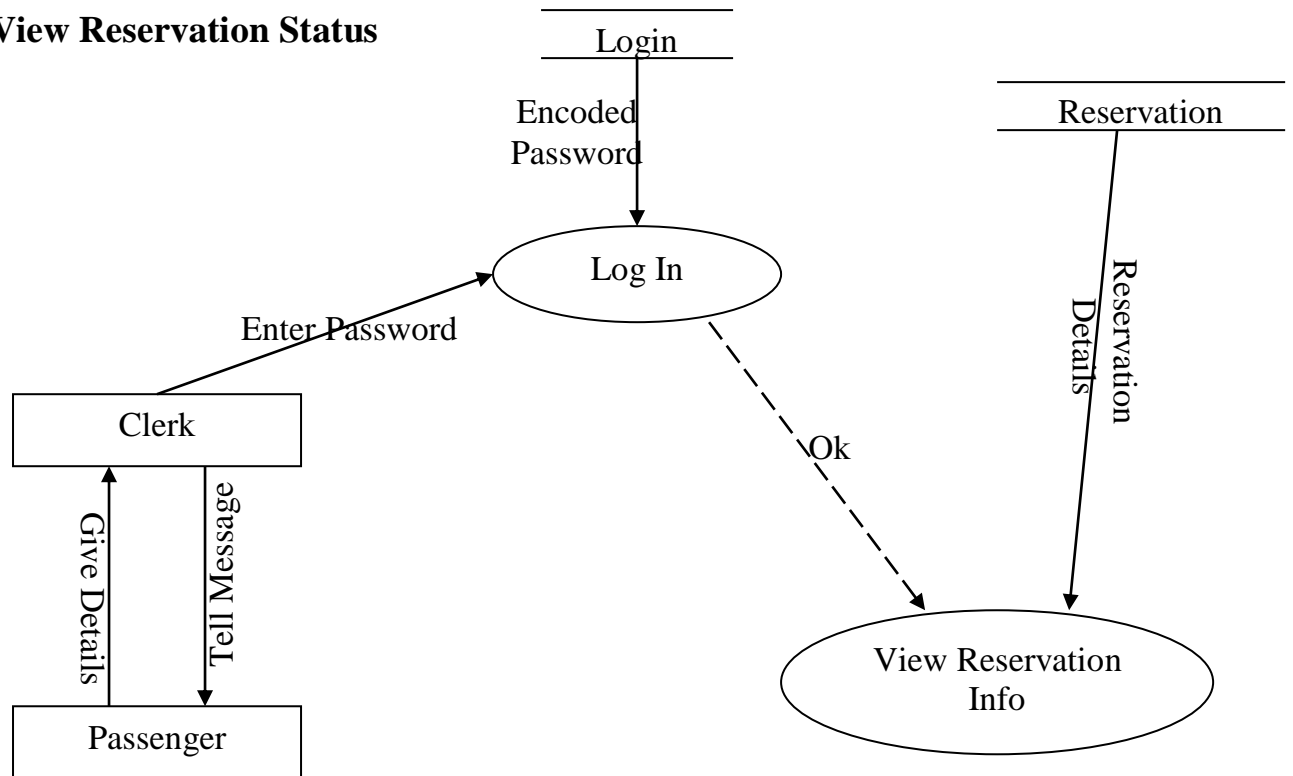 View Reservation Status
Login
Encoded
Password
Reservation
Log In
Reservation
Details
Enter Password
Clerk
Ok
Give Details
Tell Message
View Reservation
Info
Passenger